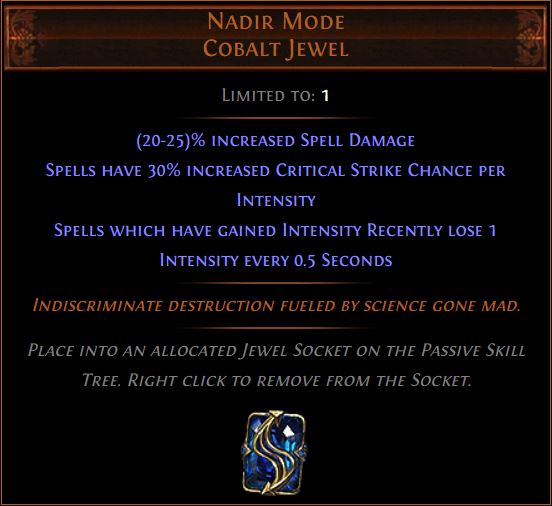 Nadir Mode
Cobalt Jewel
Limited to: 1
(20-25)% increased Spell Damage
Spells have 30% increased Critical Strike Chance per
Intensity
Spells which have gained Intensity Recently lose 1
Intensity every 0.5 Seconds
Indiscriminate destruction fueled by science gone mad.
Place into an allocated Jewel Socket on the Passive Skill
Tree. Right click to remove from the Socket.